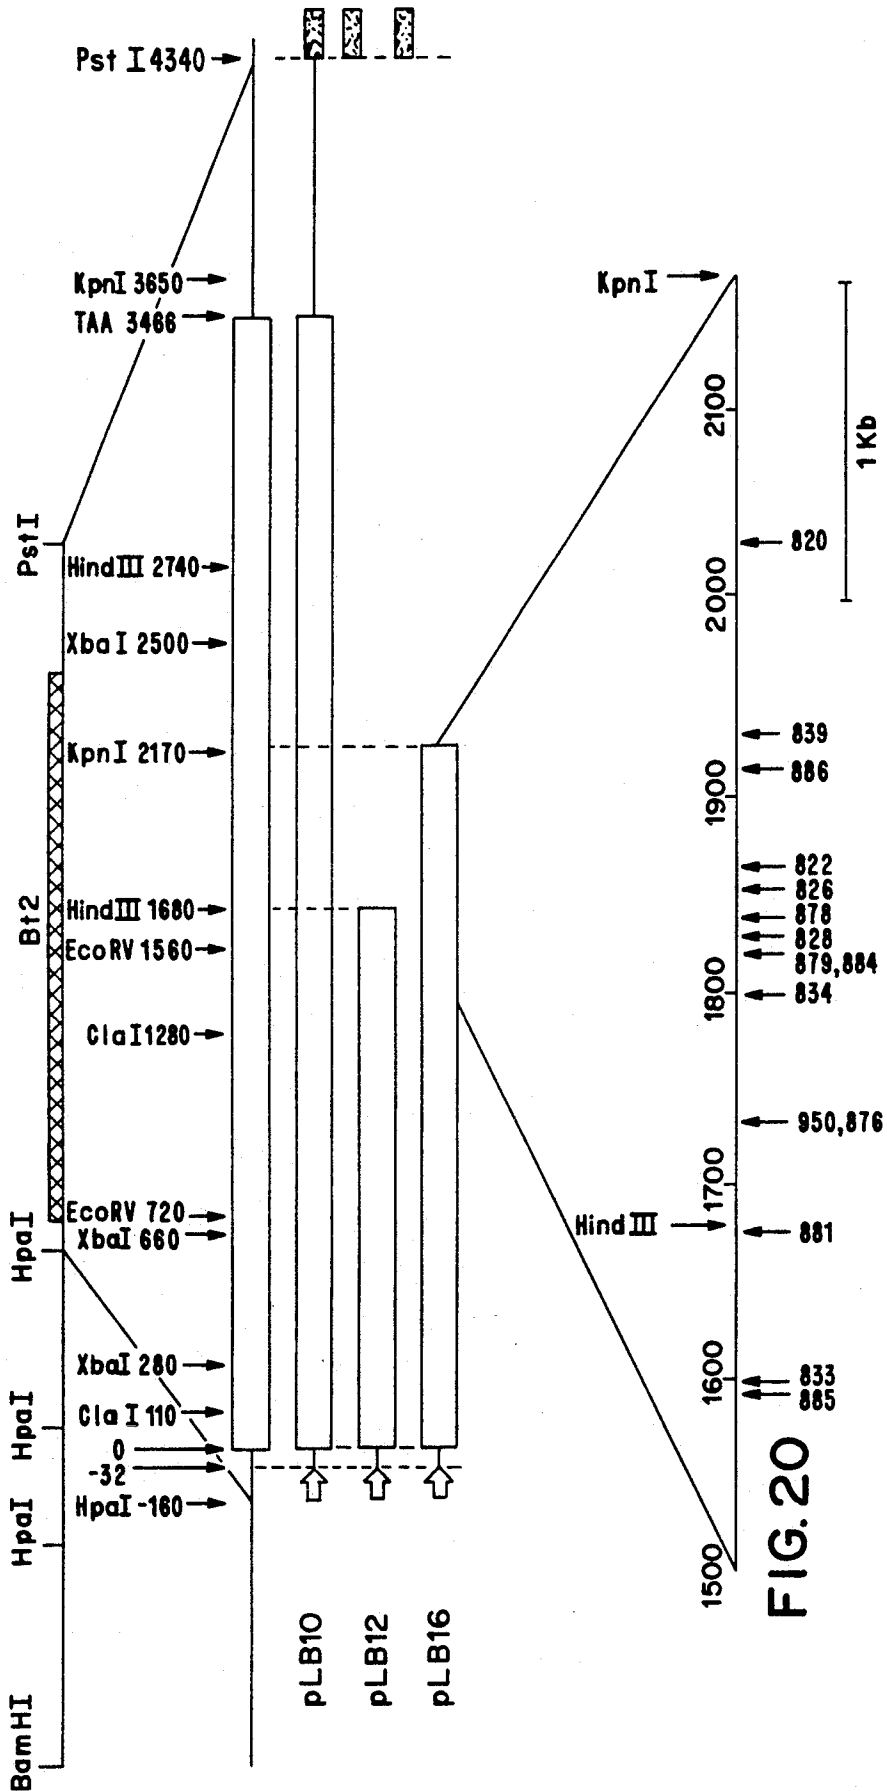 Pst I 4340
KpnI 3650
TAA 3466
KpnI
2100
1 Kb
PstI
820
HindIII 2740
2000
XbaI 2500
839
KpnI 2170
886
1900
822
826
Bt2
HindIII 1680
878
828
EcoRV 1560
879,884
834
1800
ClaI 1280
950,876
1700
EcoRV 720
HindIII
881
XbaI 660
HpaI
XbaI 280
1600
833
885
ClaI 110
HpaI
0
-32
HpaI -160
HpaI
1500
FIG. 20
pLB10
pLB12
pLB16
BamHI